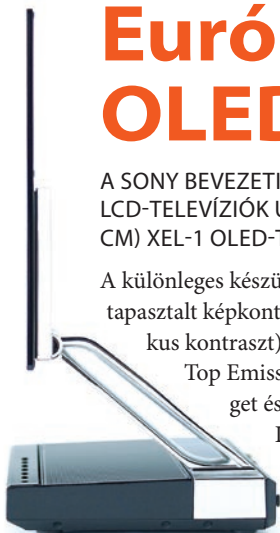 Euró
OLED
A SONY BEVEZETI
LCD-TELEVÍZIÓK U
CM) XEL-1 OLED-T
A különleges készü
tapasztalt képkont
kus kontraszt)
Top Emiss
get és